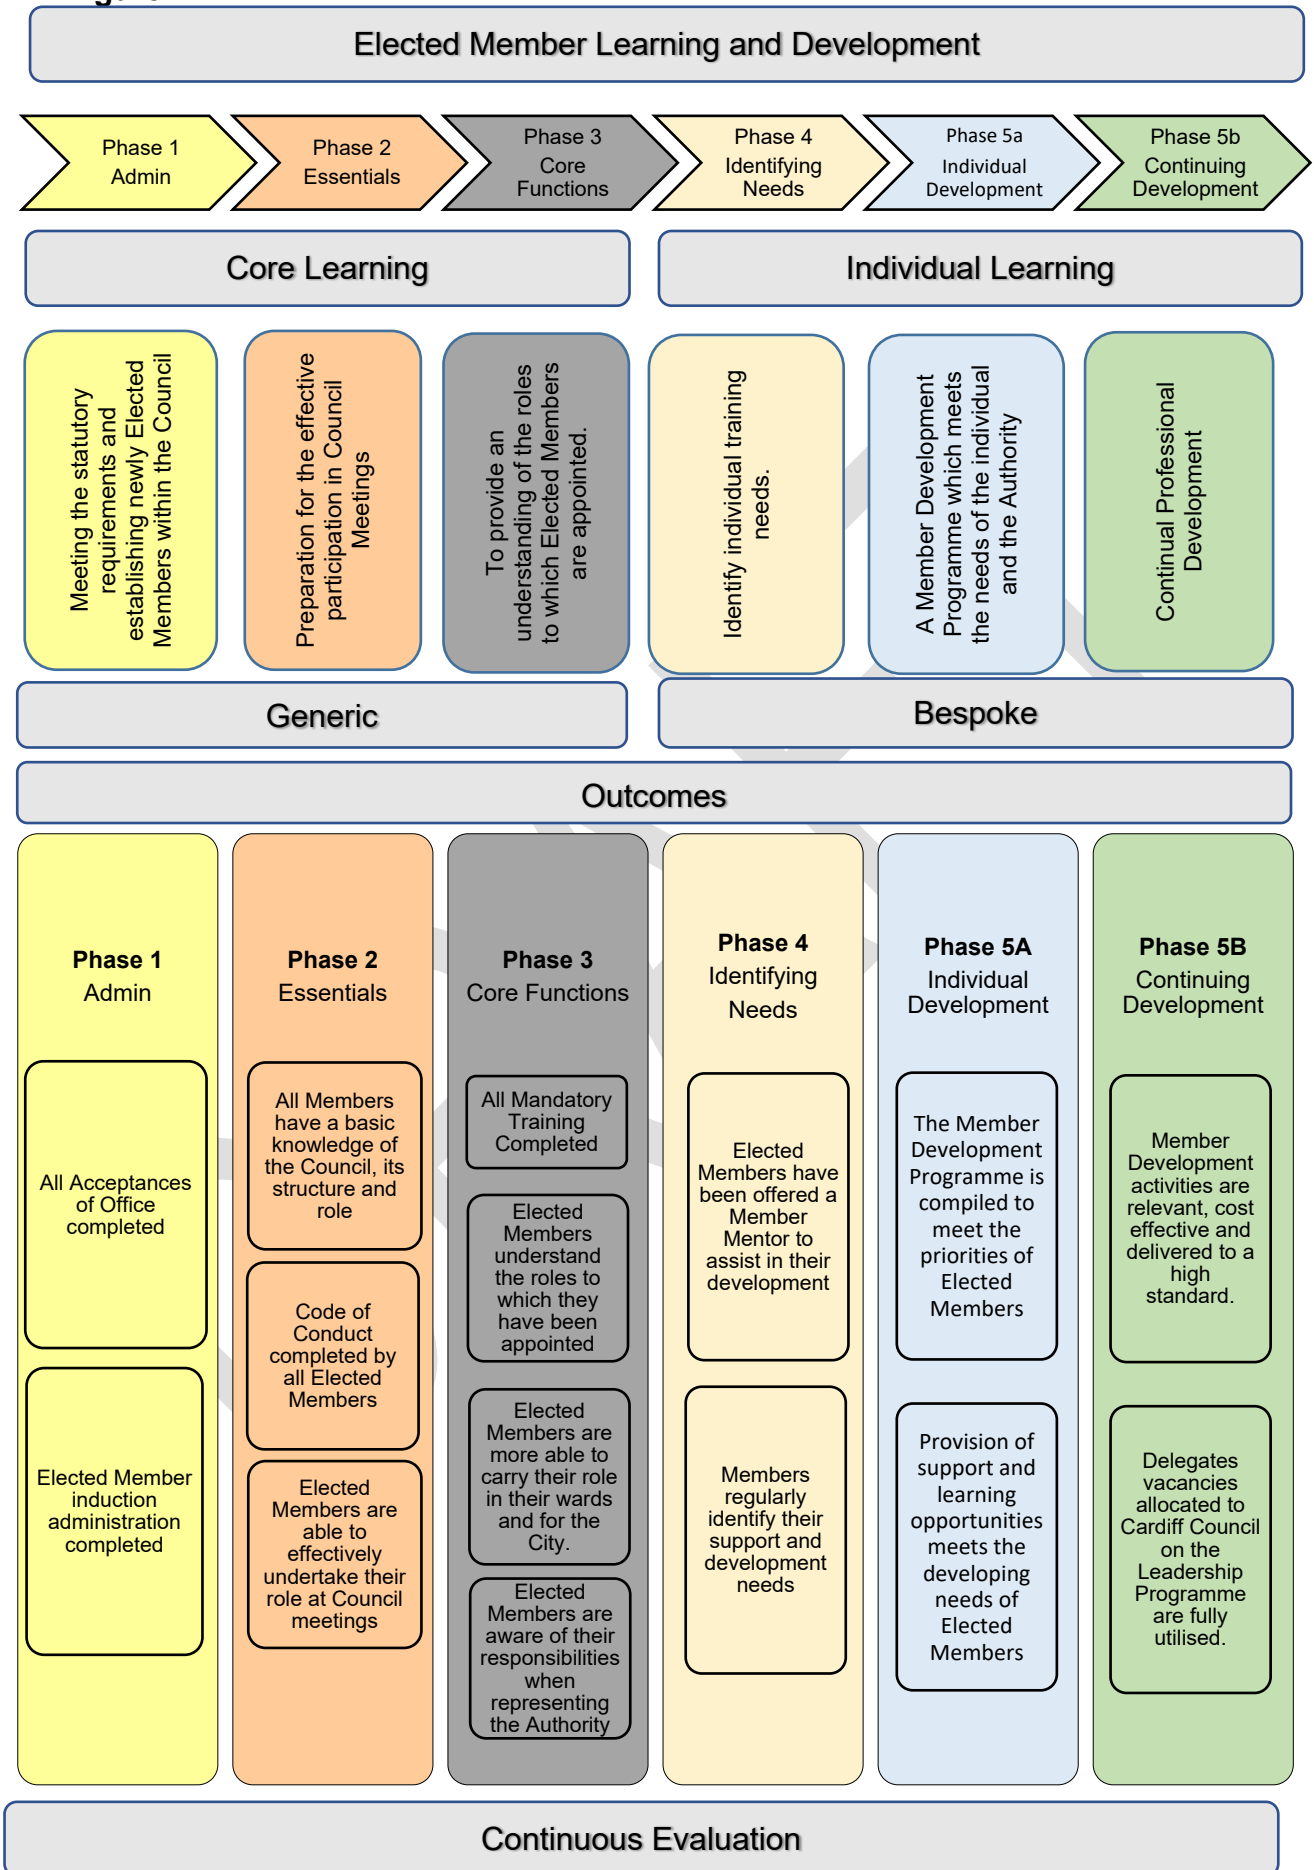 Elected Member Learning and Development
Phase 1
Admin
Phase 2
Essentials
Phase 3
Core
Functions
Phase 4
Identifying
Needs
Phase 5a
Individual
Development
Phase 5b
Continuing
Development
Core Learning
Individual Learning
Meeting the statutory
requirements and
establishing newly Elected
Members within the Council
Preparation for the effective
participation in Council
Meetings
To provide an
understanding of the roles
to which Elected Members
are appointed.
Identify individual training
needs.
A Member Development
Programme which meets
the needs of the individual
and the Authority
Continual Professional
Development
Generic
Bespoke
Outcomes
Phase 1
Admin
All Acceptances
of Office
completed
Elected Member
induction
administration
completed
Phase 2
Essentials
All Members
have a basic
knowledge of
the Council, its
structure and
role
Code of
Conduct
completed by
all Elected
Members
Elected
Members are
able to
effectively
undertake their
role at Council
meetings
Phase 3
Core Functions
All Mandatory
Training
Completed
Elected
Members
understand
the roles to
which they
have been
appointed
Elected
Members are
more able to
carry their role
in their wards
and for the
City.
Elected
Members are
aware of their
responsibilities
when
representing
the Authority
Phase 4
Identifying
Needs
Elected
Members have
been offered a
Member
Mentor to
assist in their
development
Members
regularly
identify their
support and
development
needs
Phase 5A
Individual
Development
The Member
Development
Programme is
compiled to
meet the
priorities of
Elected
Members
Provision of
support and
learning
opportunities
meets the
developing
needs of
Elected
Members
Phase 5B
Continuing
Development
Member
Development
activities are
relevant, cost
effective and
delivered to a
high
standard.
Delegates
vacancies
allocated to
Cardiff Council
on the
Leadership
Programme
are fully
utilised.
Continuous Evaluation